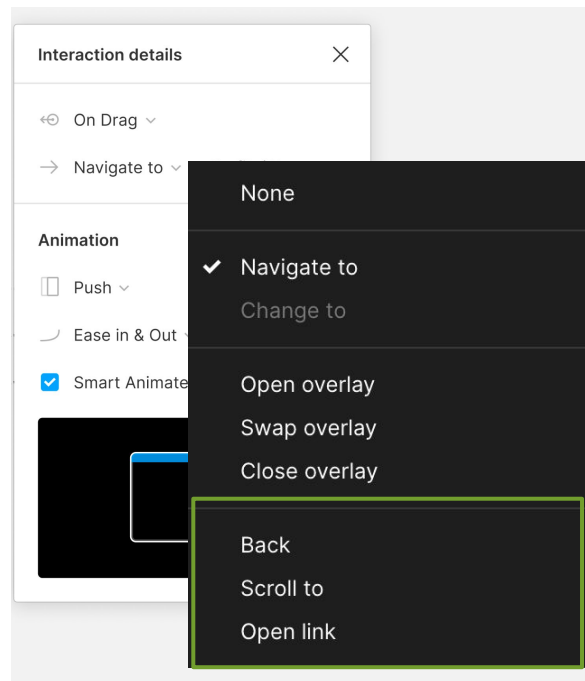 Interaction details
On Drag
Navigate to
Animation
Push
Ease in & Out
Smart Animate
None
Navigate to
Change to
Open overlay
Swap overlay
Close overlay
Back
Scroll to
Open link